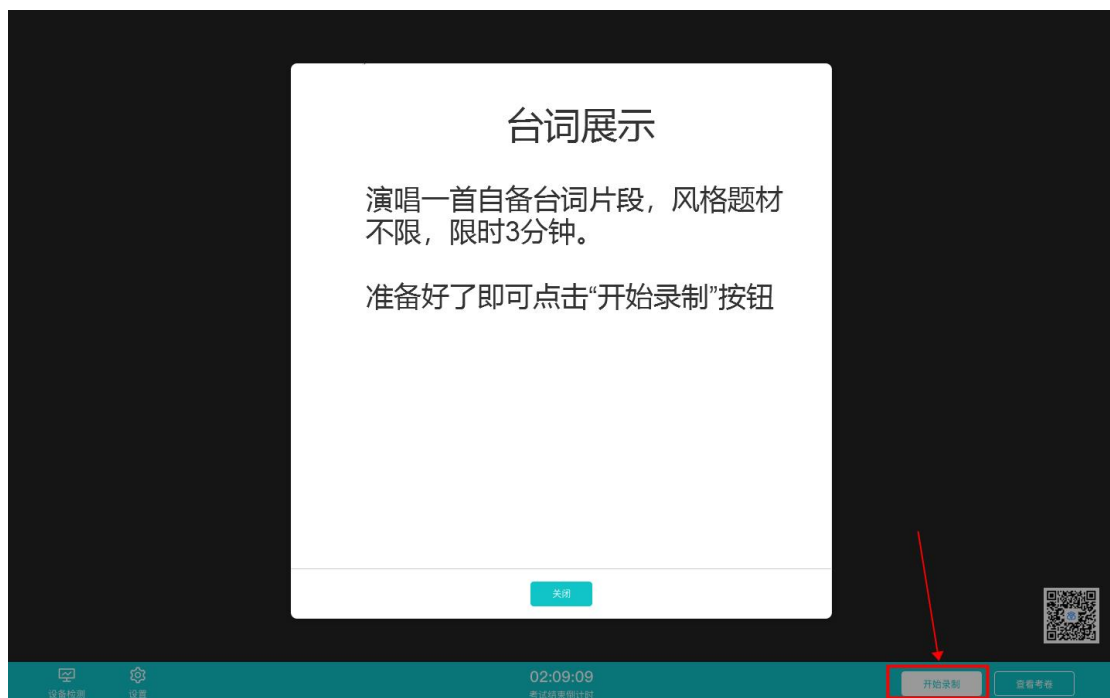 台词展示
演唱一首自备台词片段，风格题材
不限，限时3分钟。
准备好了即可点击“开始录制”按钮
关闭
设备检测
设置
02:09:09
考试结束倒计时
开始录制
查看考卷